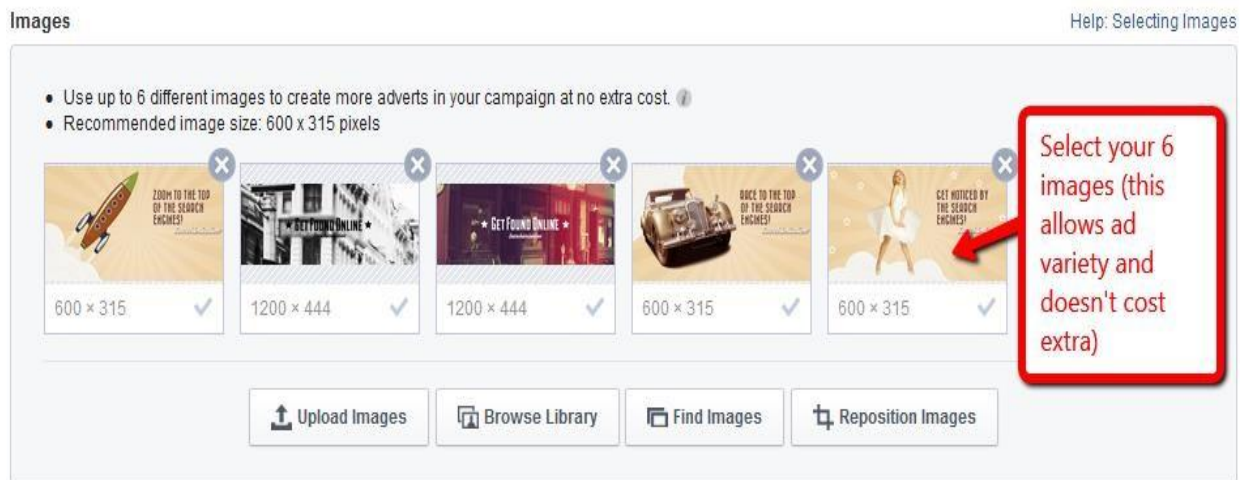 Images
Help: Selecting Images
Use up to 6 different images to create more adverts in your campaign at no extra cost.
Recommended image size: 600 x 315 pixels
ZOOM TO THE TOP
OF THE SEARCH
ENGINES!
★ GET FOUND ONLINE ★
★ GET FOUND ONLINE ★
RACE TO THE TOP
OF THE SEARCH
ENGINES!
GET NOTICED BY
THE SEARCH
ENGINES!
600 × 315
1200 × 444
1200 × 444
600 × 315
600 × 315
Select your 6
images (this
allows ad
variety and
doesn't cost
extra)
Upload Images
Browse Library
Find Images
Reposition Images